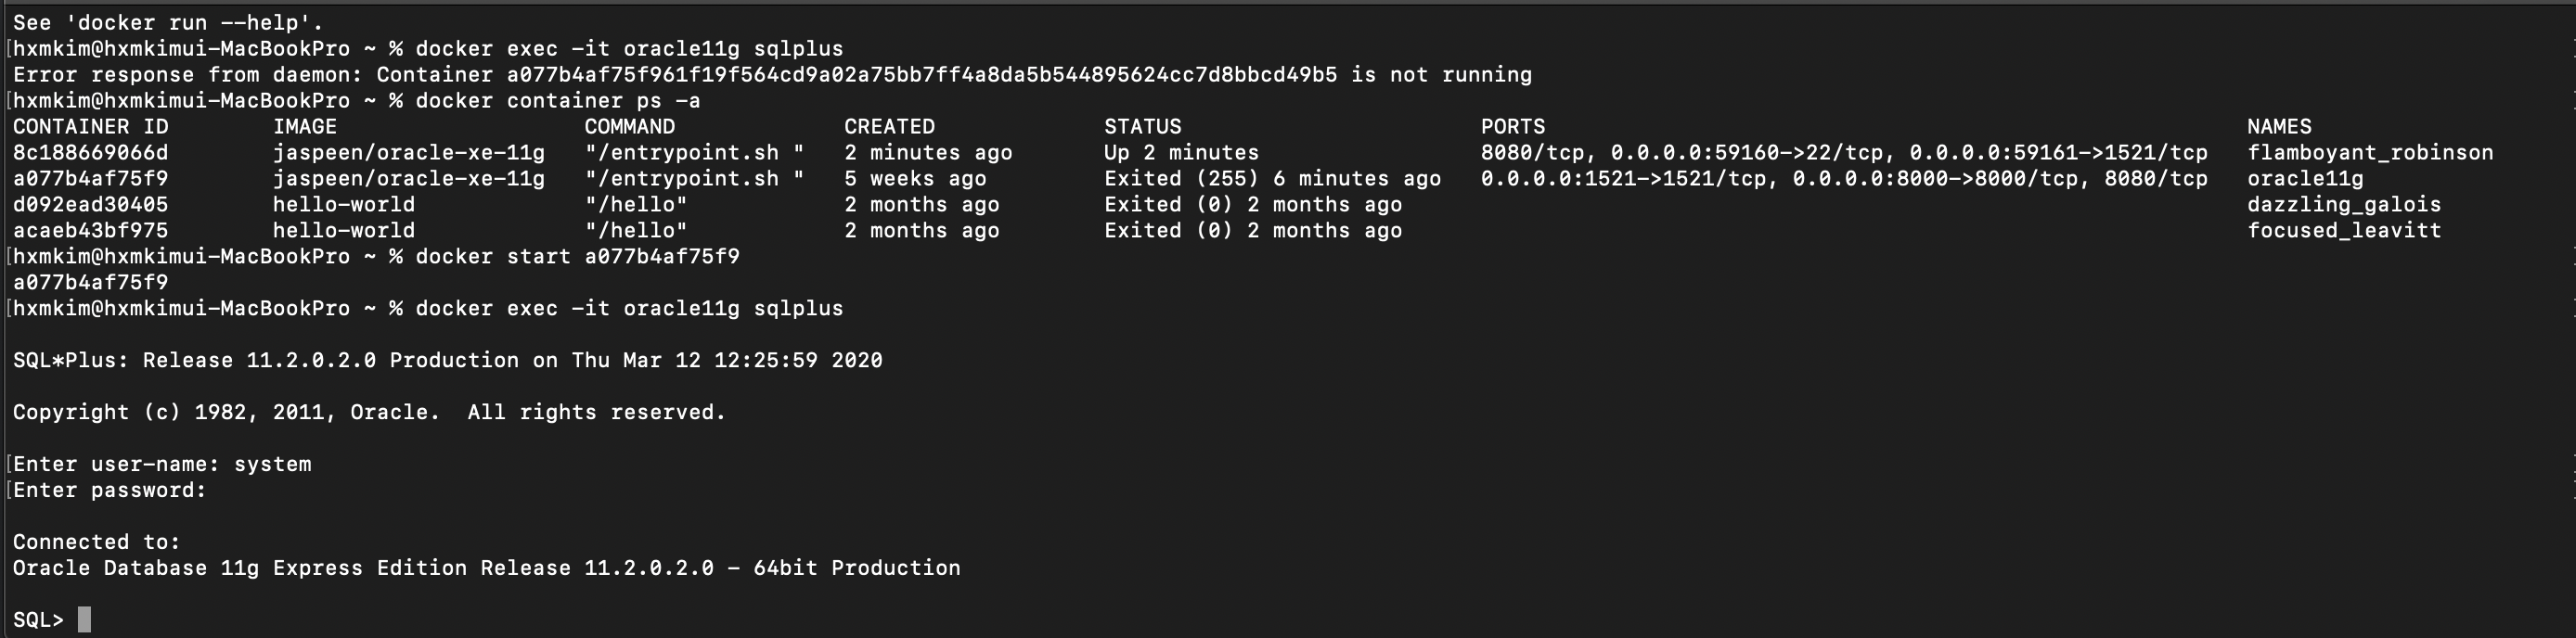 See 'docker run --help'.
[hxmkim@hxmkimui-MacBookPro ~ % docker exec -it oracle11g sqlplus
Error response from daemon: Container a077b4af75f961f19f564cd9a02a75bb7ff4a8da5b544895624cc7d8bbcd49b5 is not running
[hxmkim@hxmkimui-MacBookPro ~ % docker container ps -a
CONTAINER ID        IMAGE                   COMMAND             CREATED             STATUS                       PORTS                                                     NAMES
8c188669066d        jaspeen/oracle-xe-11g   "/entrypoint.sh "   2 minutes ago       Up 2 minutes                 8080/tcp, 0.0.0.0:59160->22/tcp, 0.0.0.0:59161->1521/tcp   flamboyant_robinson
a077b4af75f9        jaspeen/oracle-xe-11g   "/entrypoint.sh "   5 weeks ago         Exited (255) 6 minutes ago   0.0.0.0:1521->1521/tcp, 0.0.0.0:8000->8000/tcp, 8080/tcp   oracle11g
d092ead30405        hello-world             "/hello"            2 months ago        Exited (0) 2 months ago                                                                dazzling_galois
acaeb43bf975        hello-world             "/hello"            2 months ago        Exited (0) 2 months ago                                                                focused_leavitt
[hxmkim@hxmkimui-MacBookPro ~ % docker start a077b4af75f9
a077b4af75f9
[hxmkim@hxmkimui-MacBookPro ~ % docker exec -it oracle11g sqlplus
SQL*Plus: Release 11.2.0.2.0 Production on Thu Mar 12 12:25:59 2020
Copyright (c) 1982, 2011, Oracle.  All rights reserved.
[Enter user-name: system
[Enter password:
Connected to:
Oracle Database 11g Express Edition Release 11.2.0.2.0 - 64bit Production
SQL>